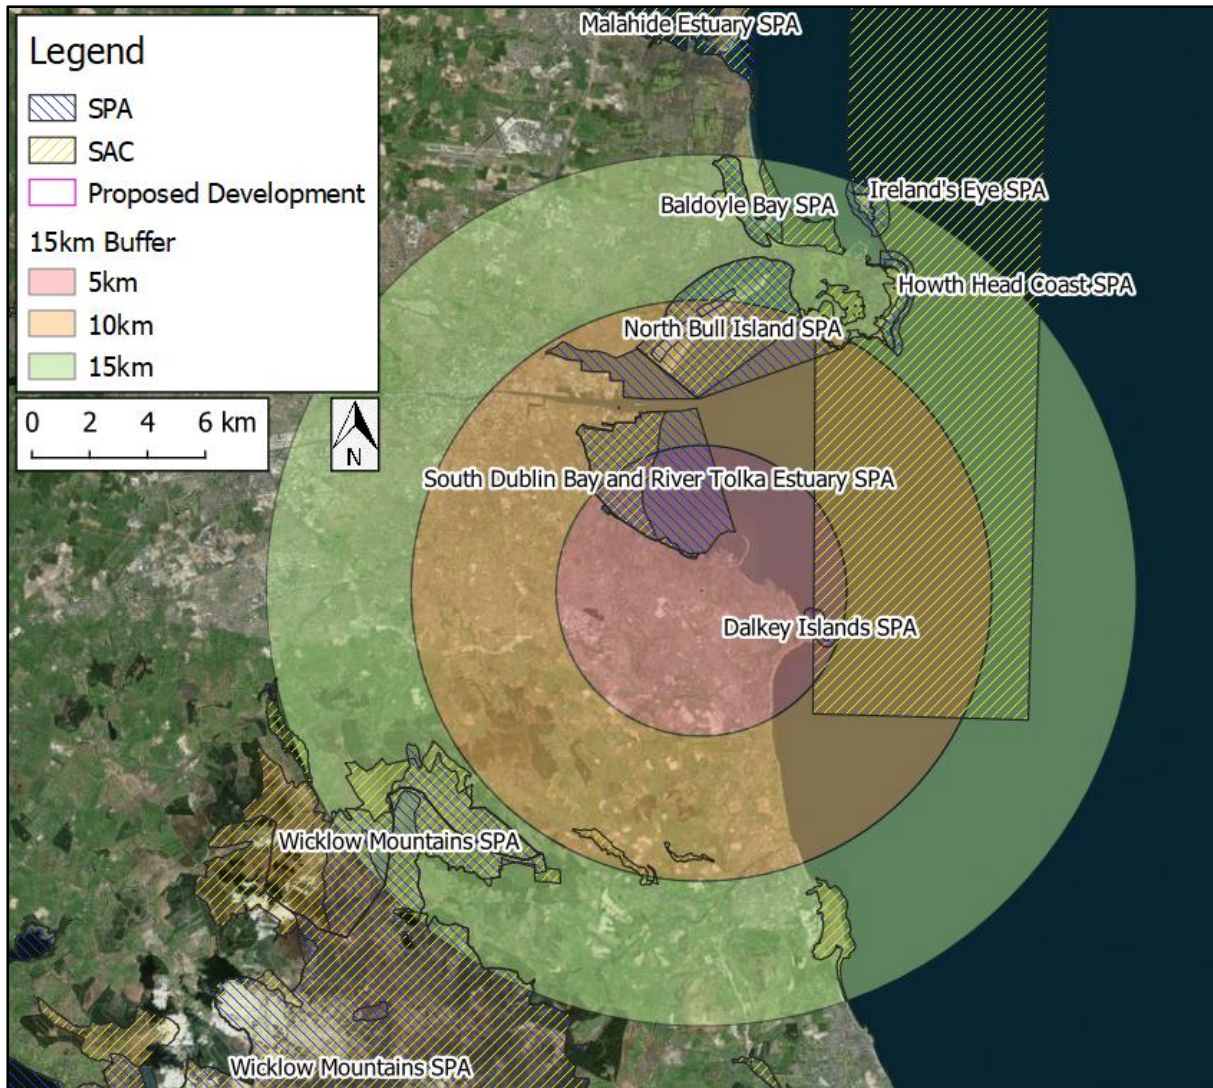 Malahide Estuary SPA
Legend
SPA
SAC
Proposed Development
15km Buffer
5km
10km
15km
0 2 4 6 km
N
Ireland's Eye SPA
Baldoyle Bay SPA
Howth Head Coast SPA
North Bull Island SPA
South Dublin Bay and River Tolka Estuary SPA
Dalkey Islands SPA
Wicklow Mountains SPA
Wicklow Mountains SPA